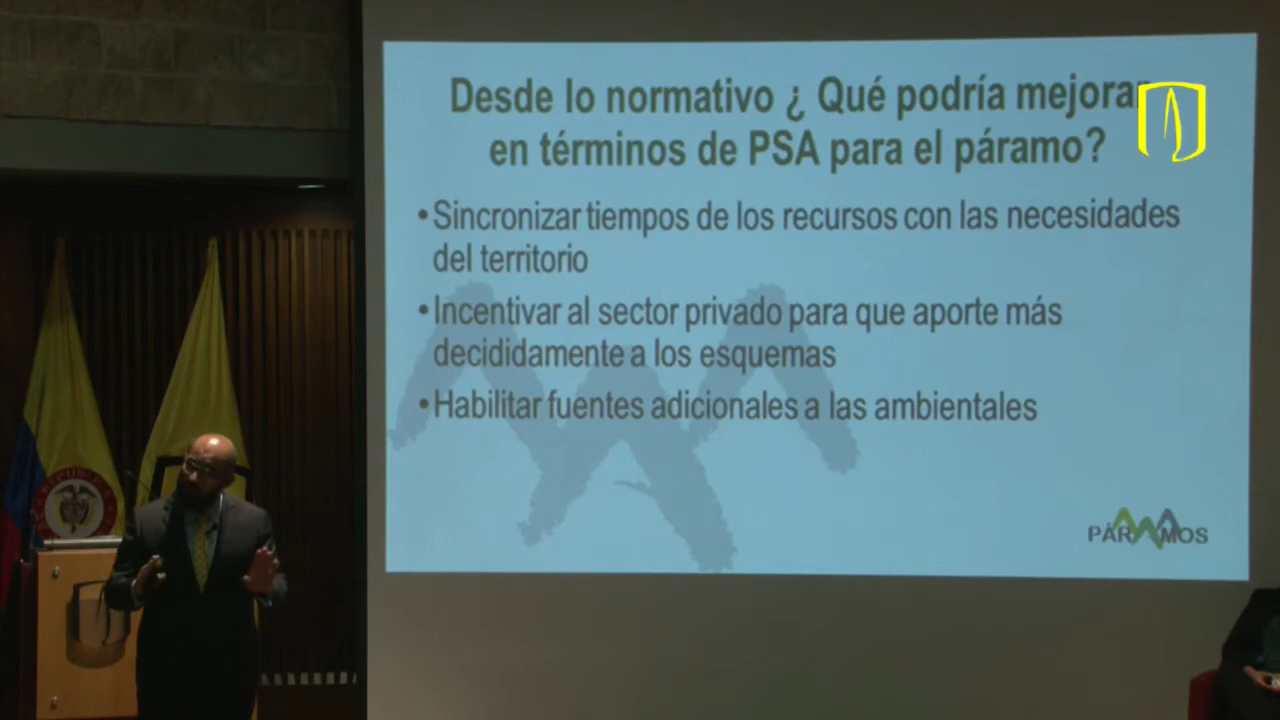 Desde lo normativo ¿ Qué podría mejorar
en términos de PSA para el páramo?
•Sincronizar tiempos de los recursos con las necesidades
del territorio
•Incentivar al sector privado para que aporte más
decididamente a los esquemas
•Habilitar fuentes adicionales a las ambientales
PÁRAMOS